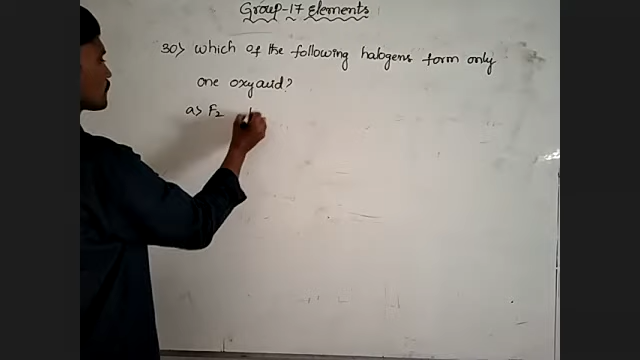 Group-17 Elements
30> which of the following halogens form only
one oxyacid?
a> F2